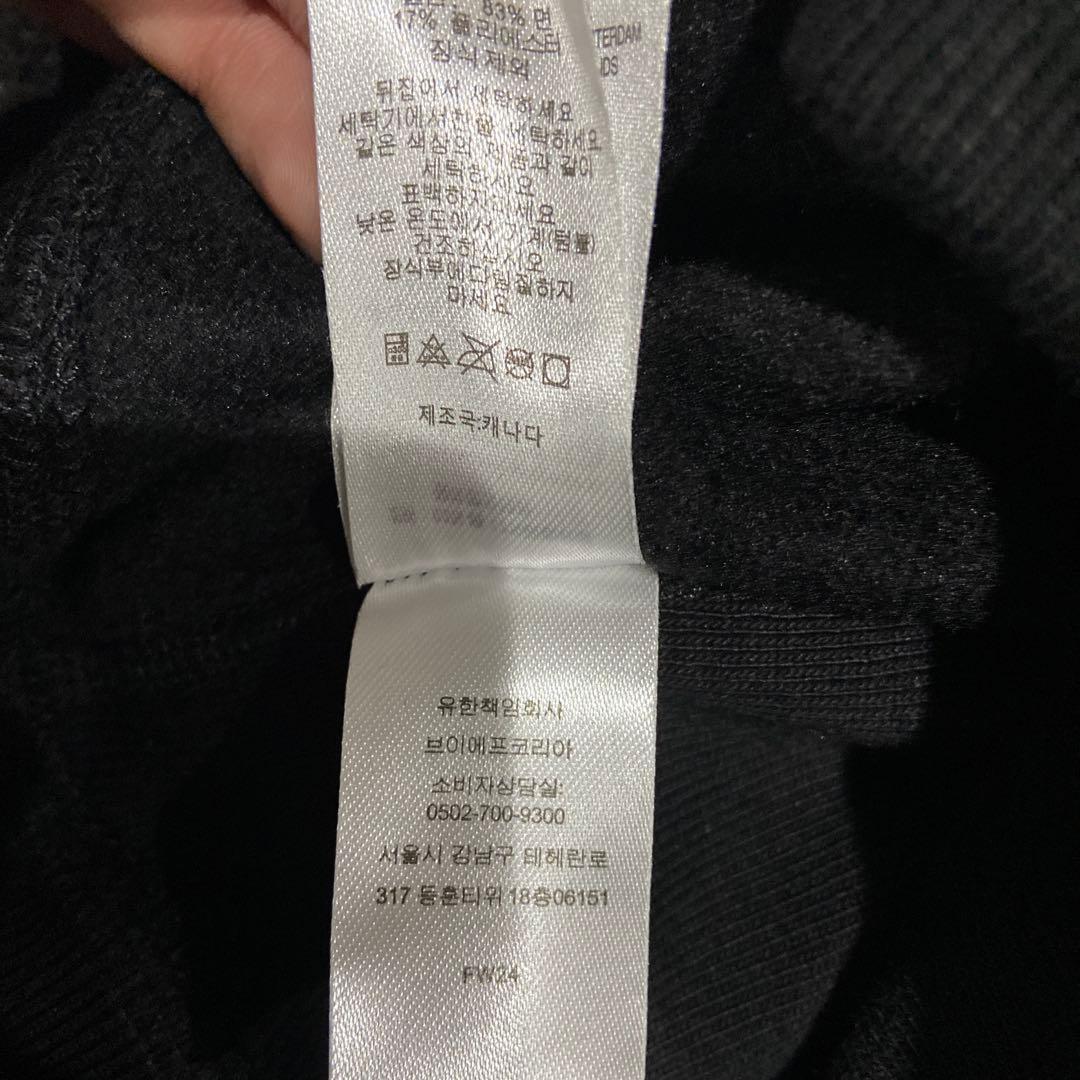 83% 면
17% 폴리에스터
장식 제외
TERDAM
DS
뒤집어서 세탁하세요
세탁기에서찬물 세탁하세요
같은 색상의 제품과 같이
세탁하십시오
표백하지마세요
낮은 온도에서 기계(텀블)
건조하십시오
장식부에다림질하지
마세요
제조국:캐나다
유한책임회사
브이에프코리아
소비자상담실:
0502-700-9300
서울시 강남구 테헤란로
317 동훈티워 18층06151
FW24